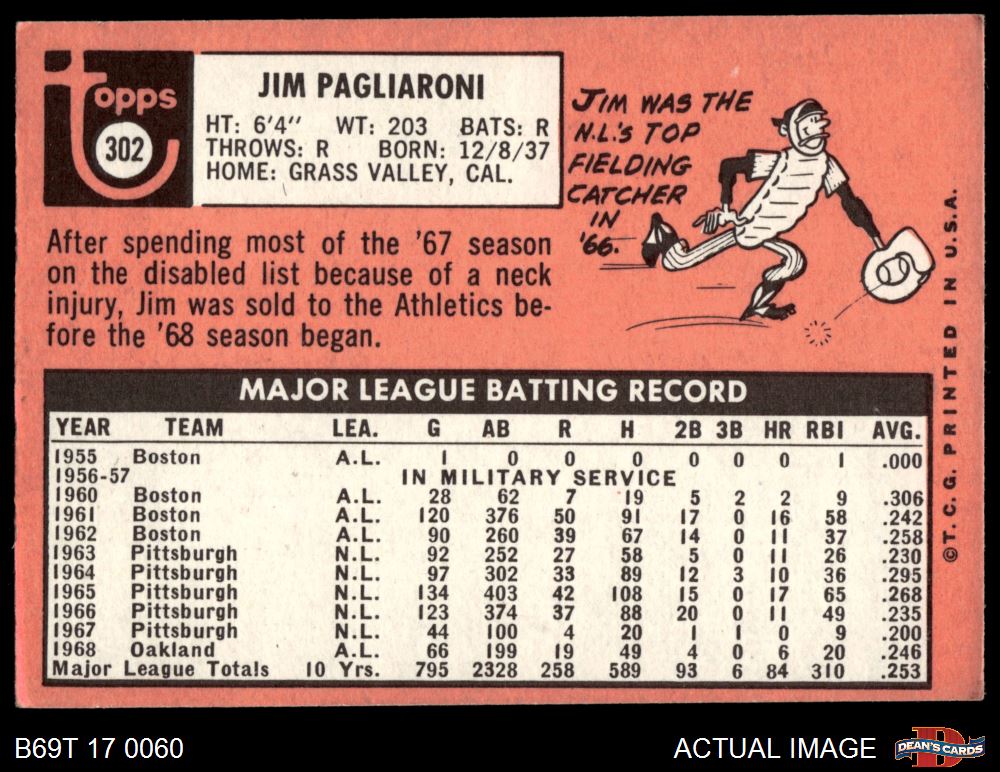 topps
302
JIM PAGLIARONI
HT: 6'4" WT: 203 BATS: R
THROWS: R BORN: 12/8/37
HOME: GRASS VALLEY, CAL.
JIM WAS THE
N.L.'S TOP
FIELDING
CATCHER
IN
'66.
After spending most of the '67 season
on the disabled list because of a neck
injury, Jim was sold to the Athletics be-
fore the '68 season began.
MAJOR LEAGUE BATTING RECORD
YEAR TEAM LEA. G AB R H 2B 3B HR RBI AVG.
1955 Boston A.L. 1 0 0 0 0 0 0 1 .000
1956-57 IN MILITARY SERVICE
1960 Boston A.L. 28 62 7 19 5 2 2 9 .306
1961 Boston A.L. 120 376 50 91 17 0 16 58 .242
1962 Boston A.L. 90 260 39 67 14 0 11 37 .258
1963 Pittsburgh N.L. 92 252 27 58 5 0 11 26 .230
1964 Pittsburgh N.L. 97 302 33 89 12 3 10 36 .295
1965 Pittsburgh N.L. 134 403 42 108 15 0 17 65 .268
1966 Pittsburgh N.L. 123 374 37 88 20 0 11 49 .235
1967 Pittsburgh N.L. 44 100 4 20 1 1 0 9 .200
1968 Oakland A.L. 66 199 19 49 4 0 6 20 .246
Major League Totals 10 Yrs. 795 2328 258 589 93 6 84 310 .253
©T.C.G. PRINTED IN U.S.A.
B69T 17 0060
ACTUAL IMAGE
DEAN'S CARDS